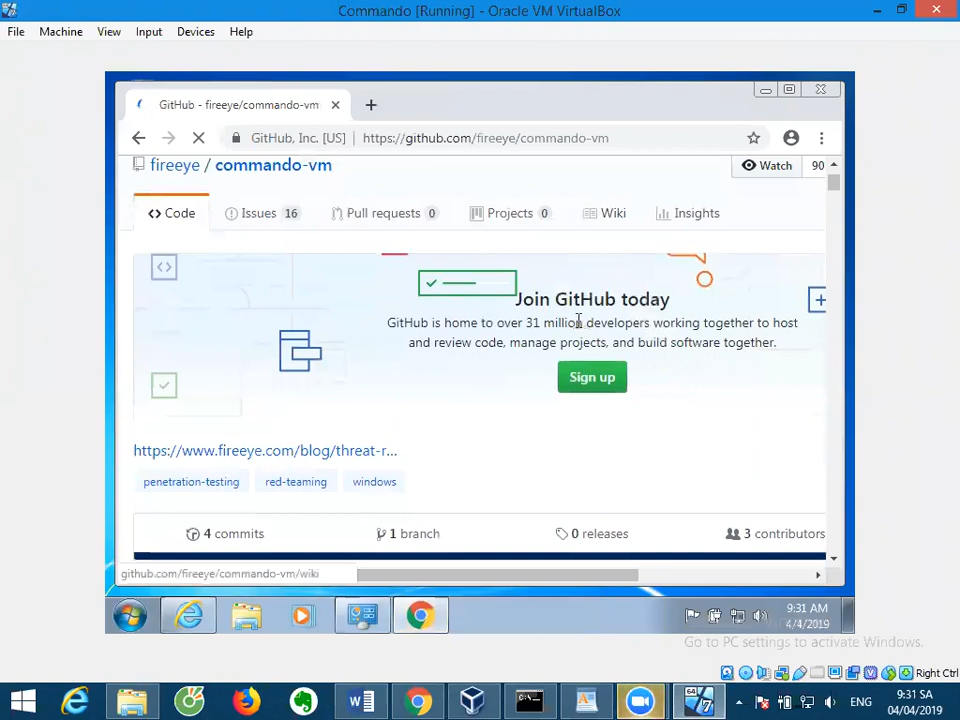 Commando [Running] - Oracle VM VirtualBox
File Machine View Input Devices Help
GitHub - fireeye/commando-vm
GitHub, Inc. [US] https://github.com/fireeye/commando-vm
fireeye / commando-vm
Watch 90
Code Issues 16 Pull requests 0 Projects 0 Wiki Insights
Join GitHub today
GitHub is home to over 31 million developers working together to host
and review code, manage projects, and build software together.
Sign up
https://www.fireeye.com/blog/threat-r...
penetration-testing red-teaming windows
4 commits 1 branch 0 releases 3 contributors
github.com/fireeye/commando-vm/wiki
9:31 AM
4/4/2019
Go to PC settings to activate Windows.
Right Ctrl
64
7
ENG
9:31 SA
04/04/2019